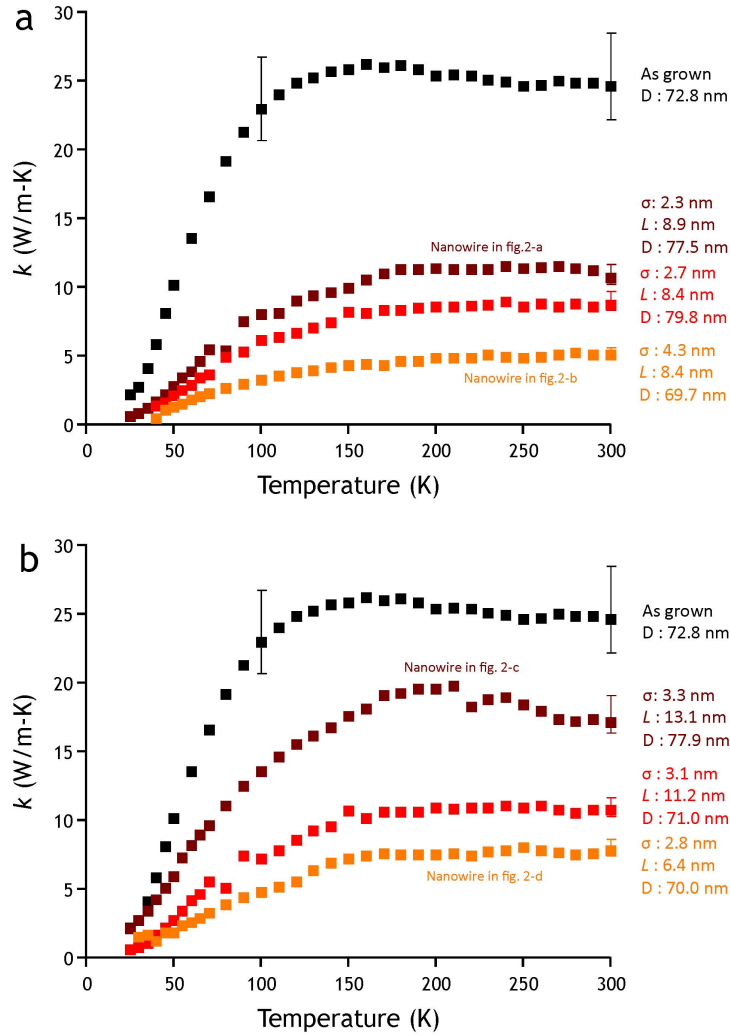 a
30
25
20
15
10
5
0
k (W/m-K)
0
50
100
150
200
250
300
Temperature (K)
As grown
D : 72.8 nm
Nanowire in fig.2-a
σ: 2.3 nm
L : 8.9 nm
D : 77.5 nm
σ : 2.7 nm
L : 8.4 nm
D : 79.8 nm
Nanowire in fig.2-b
σ : 4.3 nm
L : 8.4 nm
D : 69.7 nm
b
30
25
20
15
10
5
0
k (W/m-K)
0
50
100
150
200
250
300
Temperature (K)
As grown
D : 72.8 nm
Nanowire in fig. 2-c
σ : 3.3 nm
L : 13.1 nm
D : 77.9 nm
σ : 3.1 nm
L : 11.2 nm
D : 71.0 nm
Nanowire in fig. 2-d
σ : 2.8 nm
L : 6.4 nm
D : 70.0 nm